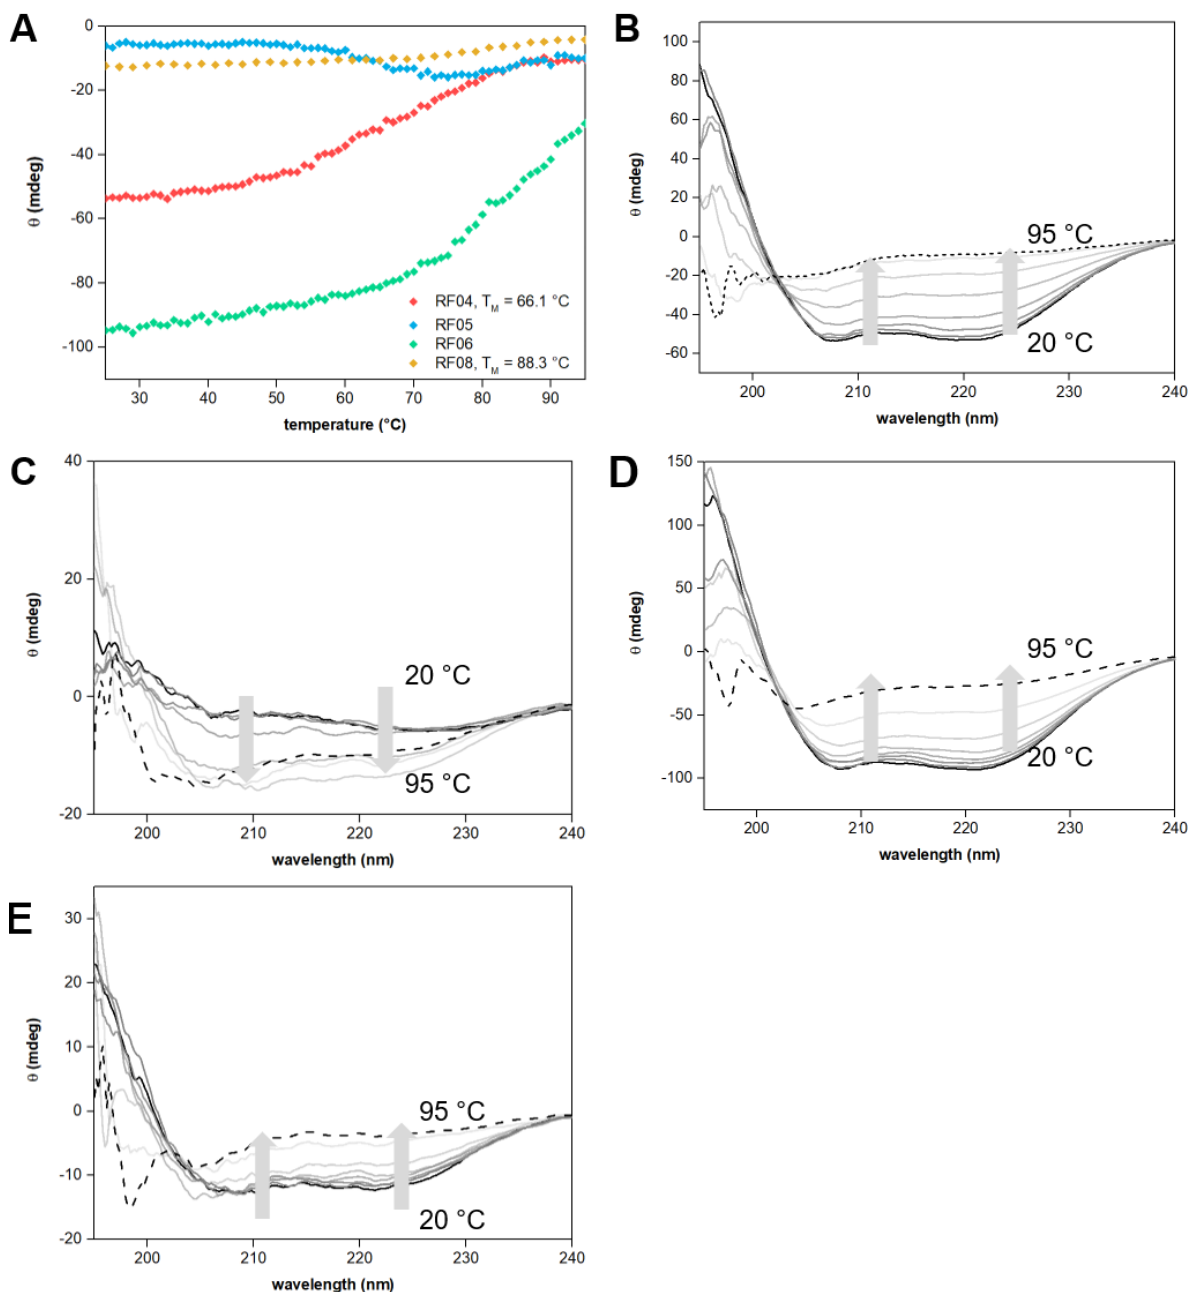 A
0
-20
-40
-60
-80
-100
θ (mdeg)
RF04, TM = 66.1 °C
RF05
RF06
RF08, TM = 88.3 °C
30 40 50 60 70 80 90
temperature (°C)
B
100
80
60
40
20
0
-20
-40
-60
θ (mdeg)
95 °C
20 °C
200 210 220 230 240
wavelength (nm)
C
40
20
0
-20
θ (mdeg)
20 °C
95 °C
200 210 220 230 240
wavelength (nm)
D
150
100
50
0
-50
-100
θ (mdeg)
95 °C
20 °C
200 210 220 230 240
wavelength (nm)
E
30
20
10
0
-10
-20
θ (mdeg)
95 °C
20 °C
200 210 220 230 240
wavelength (nm)